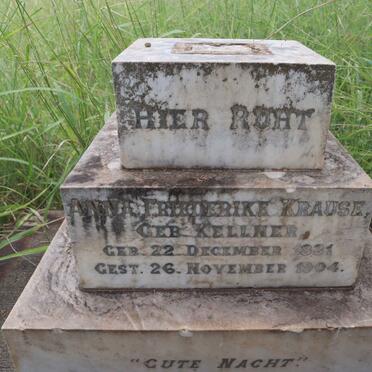 HIER RUHT
ANNA FRIEDERIKE KRAUSE,
GEB. KELLNER,
GEB. 22. DECEMBER 1831
GEST. 26. NOVEMBER 1904.
"GUTE NACHT."